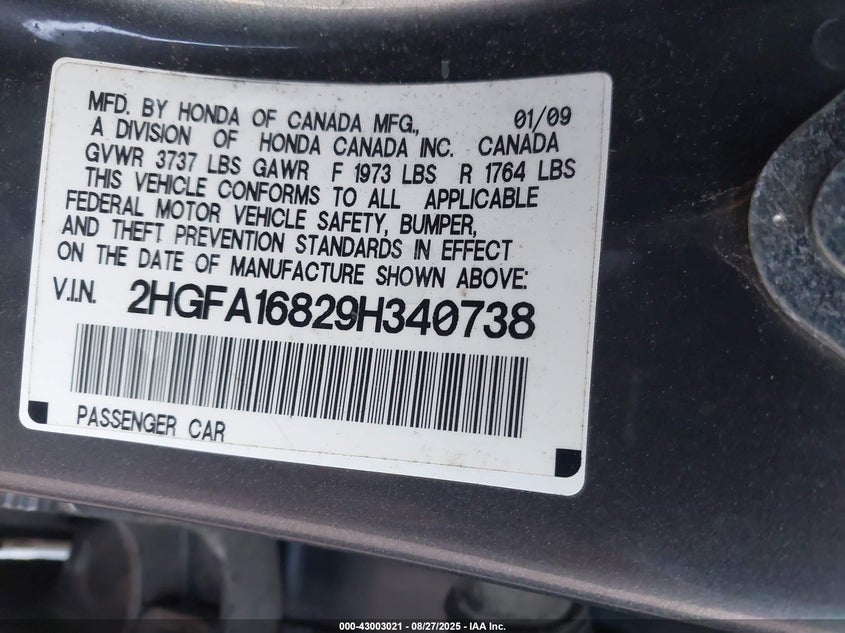 MFD. BY HONDA OF CANADA MFG., 01/09
A DIVISION OF HONDA CANADA INC. CANADA
GVWR 3737 LBS GAWR F 1973 LBS R 1764 LBS
THIS VEHICLE CONFORMS TO ALL APPLICABLE
FEDERAL MOTOR VEHICLE SAFETY, BUMPER,
AND THEFT PREVENTION STANDARDS IN EFFECT
ON THE DATE OF MANUFACTURE SHOWN ABOVE:
V.I.N. 2HGFA16829H340738
PASSENGER CAR
000-43003021 - 08/27/2025 - IAA Inc.